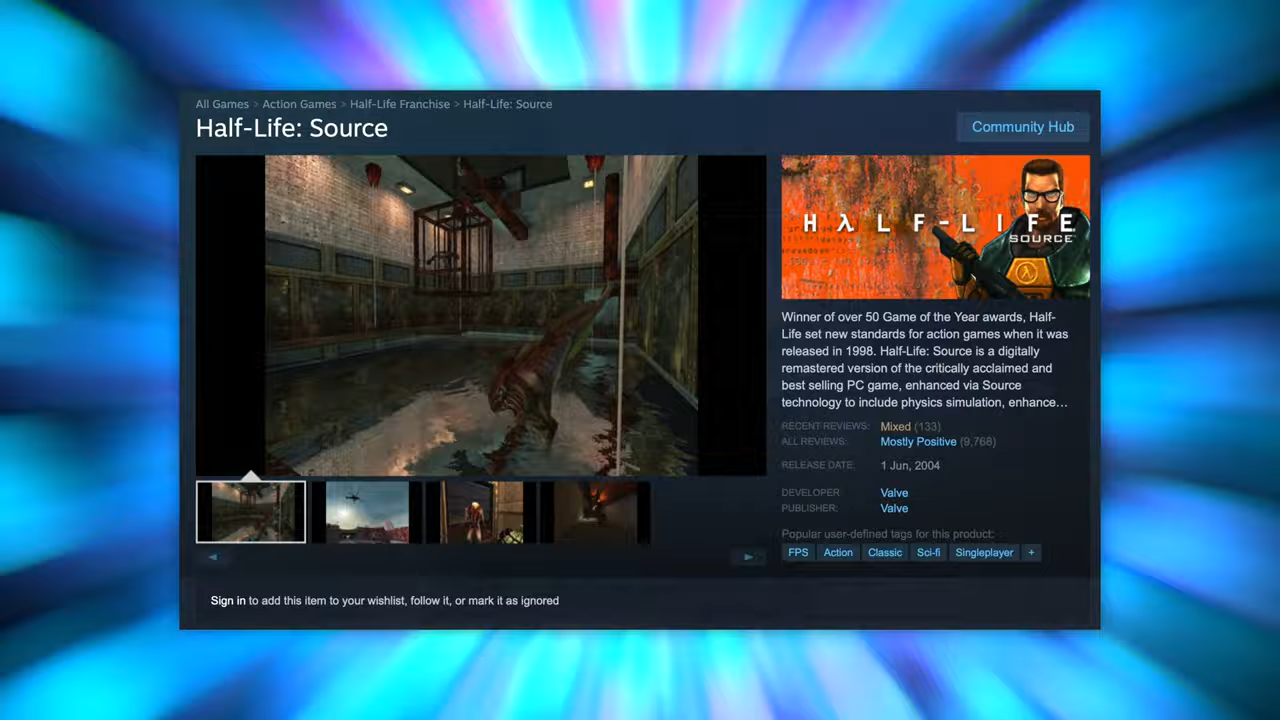 All Games > Action Games > Half-Life Franchise > Half-Life: Source
Half-Life: Source
Community Hub
HλLF-LIFE
SOURCE
Winner of over 50 Game of the Year awards, Half-
Life set new standards for action games when it was
released in 1998. Half-Life: Source is a digitally
remastered version of the critically acclaimed and
best selling PC game, enhanced via Source
technology to include physics simulation, enhance…
RECENT REVIEWS: Mixed (133)
ALL REVIEWS: Mostly Positive (9,768)
RELEASE DATE: 1 Jun, 2004
DEVELOPER: Valve
PUBLISHER: Valve
Popular user-defined tags for this product:
FPS Action Classic Sci-fi Singleplayer +
Sign in to add this item to your wishlist, follow it, or mark it as ignored